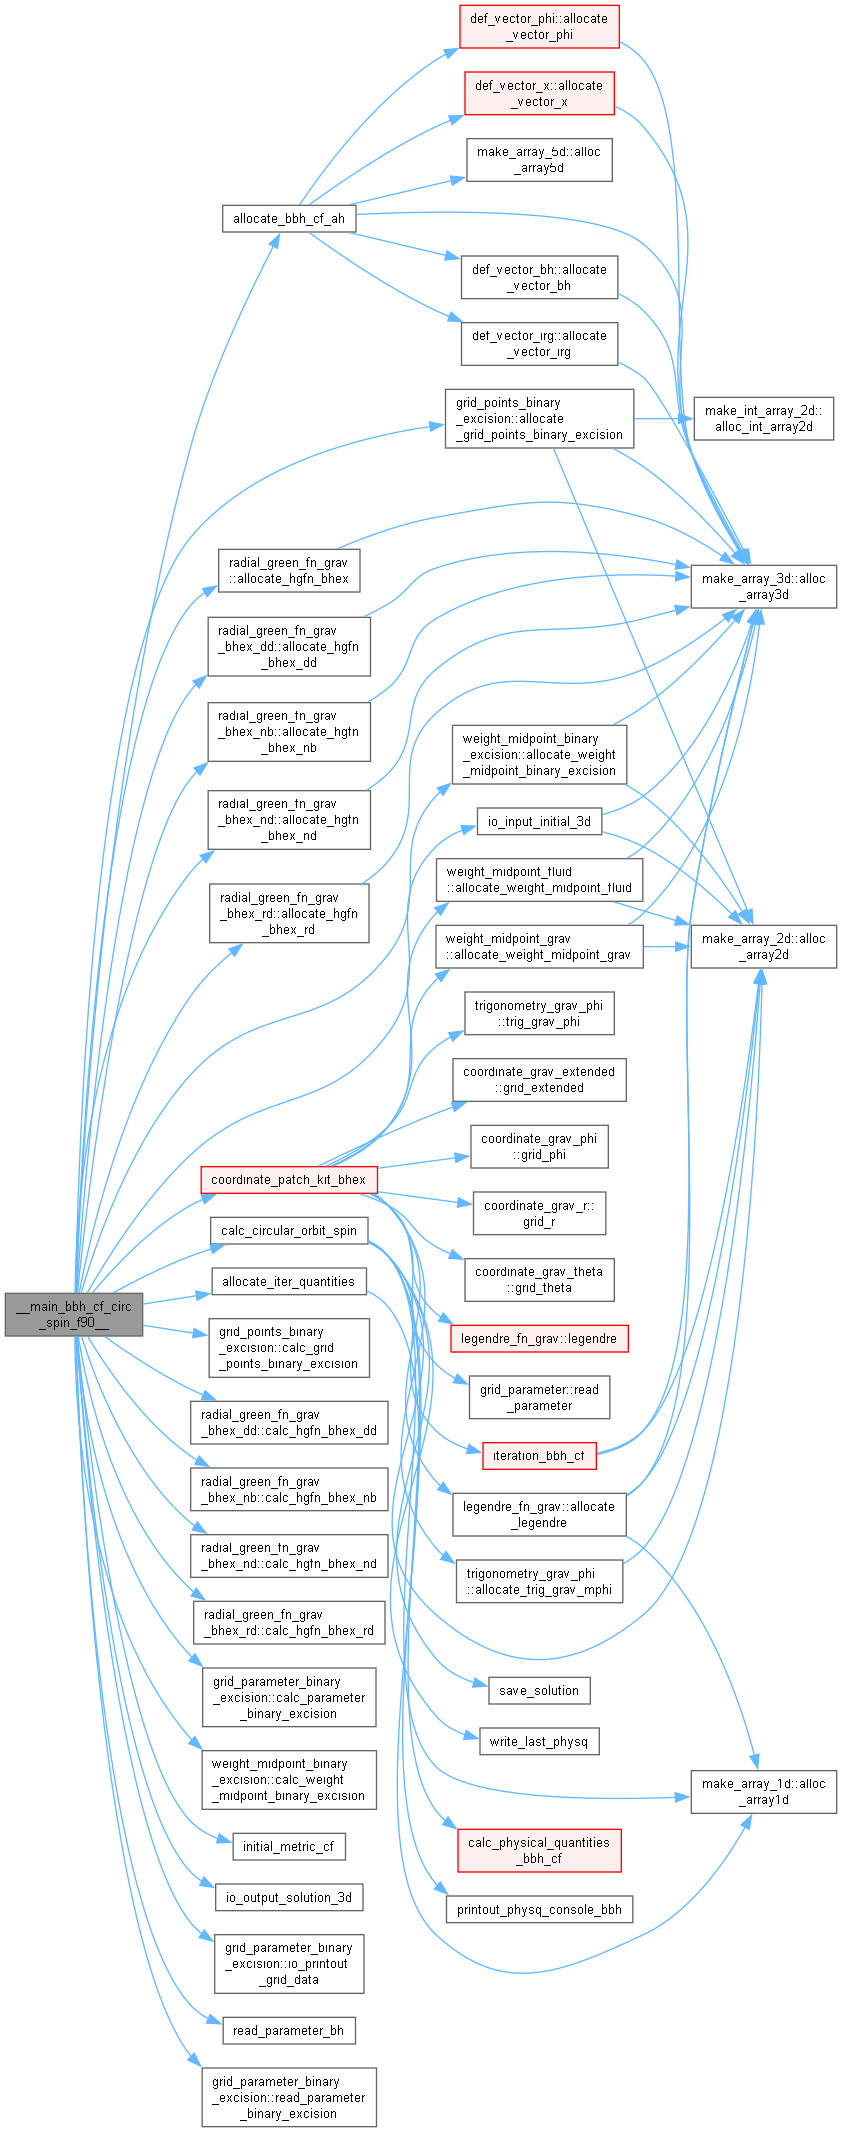 def_vector_phi::allocate
_vector_phi
def_vector_x::allocate
_vector_x
make_array_5d::alloc
_array5d
allocate_bbh_cf_ah
def_vector_bh::allocate
_vector_bh
def_vector_irg::allocate
_vector_irg
grid_points_binary
_excision::allocate
_grid_points_binary_excision
make_int_array_2d::
alloc_int_array2d
radial_green_fn_grav
::allocate_hgfn_bhex
make_array_3d::alloc
_array3d
radial_green_fn_grav
_bhex_dd::allocate_hgfn
_bhex_dd
radial_green_fn_grav
_bhex_nb::allocate_hgfn
_bhex_nb
weight_midpoint_binary
_excision::allocate_weight
_midpoint_binary_excision
radial_green_fn_grav
_bhex_nd::allocate_hgfn
_bhex_nd
io_input_initial_3d
weight_midpoint_fluid
::allocate_weight_midpoint_fluid
radial_green_fn_grav
_bhex_rd::allocate_hgfn
_bhex_rd
weight_midpoint_grav
::allocate_weight_midpoint_grav
make_array_2d::alloc
_array2d
trigonometry_grav_phi
::trig_grav_phi
coordinate_grav_extended
::grid_extended
coordinate_grav_phi
::grid_phi
coordinate_patch_kit_bhex
coordinate_grav_r::
grid_r
calc_circular_orbit_spin
coordinate_grav_theta
::grid_theta
allocate_iter_quantities
__main_bbh_cf_circ
_spin_f90__
grid_points_binary
_excision::calc_grid
_points_binary_excision
legendre_fn_grav::legendre
grid_parameter::read
_parameter
radial_green_fn_grav
_bhex_dd::calc_hgfn_bhex_dd
iteration_bbh_cf
radial_green_fn_grav
_bhex_nb::calc_hgfn_bhex_nb
legendre_fn_grav::allocate
_legendre
radial_green_fn_grav
_bhex_nd::calc_hgfn_bhex_nd
trigonometry_grav_phi
::allocate_trig_grav_mphi
radial_green_fn_grav
_bhex_rd::calc_hgfn_bhex_rd
grid_parameter_binary
_excision::calc_parameter
_binary_excision
save_solution
write_last_physq
weight_midpoint_binary
_excision::calc_weight
_midpoint_binary_excision
make_array_1d::alloc
_array1d
initial_metric_cf
calc_physical_quantities
_bbh_cf
io_output_solution_3d
printout_physq_console_bbh
grid_parameter_binary
_excision::io_printout
_grid_data
read_parameter_bh
grid_parameter_binary
_excision::read_parameter
_binary_excision